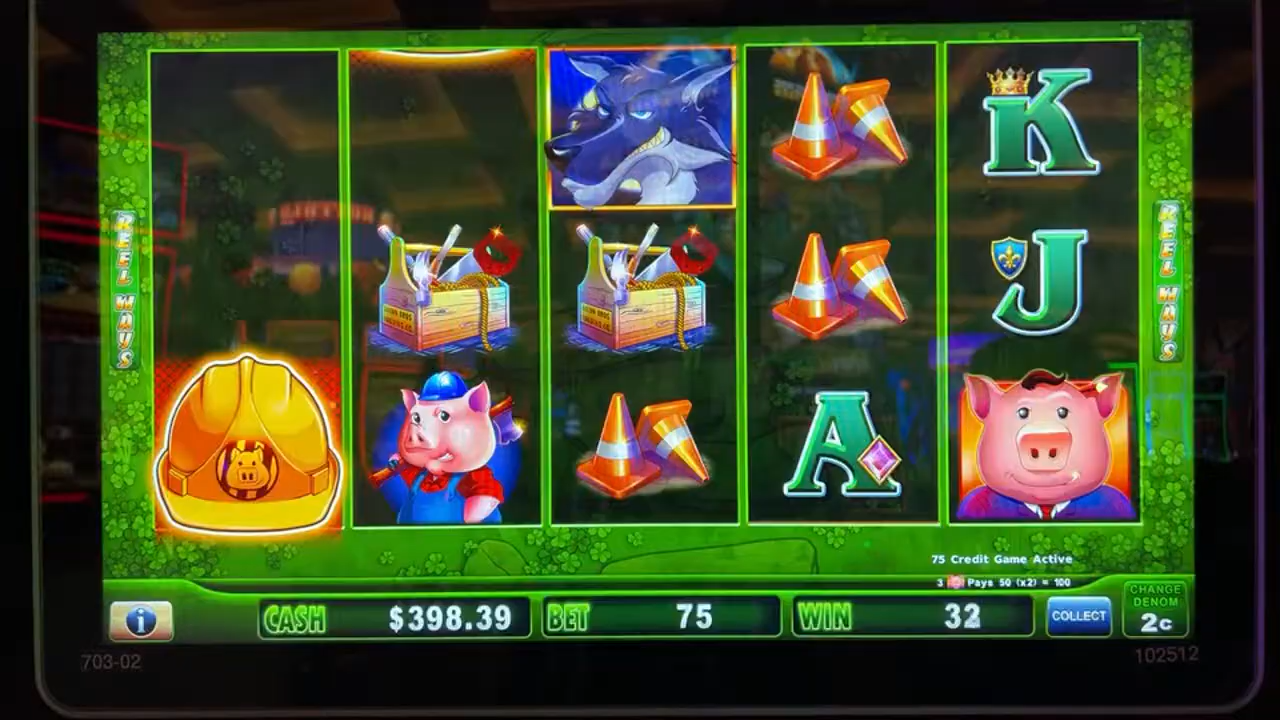 REEL WAYS
REEL WAYS
K
J
A
75 Credit Game Active
3 Pays 50 (x2) = 100
CASH $398.39
BET 75
WIN 32
COLLECT
CHANGE
DENOM
2¢
703-02
102512